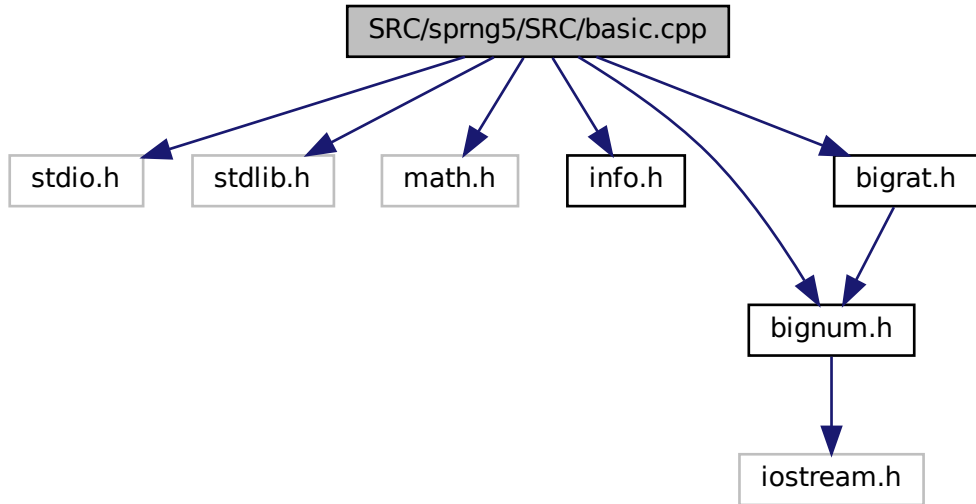 SRC/sprng5/SRC/basic.cpp
stdio.h
stdlib.h
math.h
info.h
bigrat.h
bignum.h
iostream.h